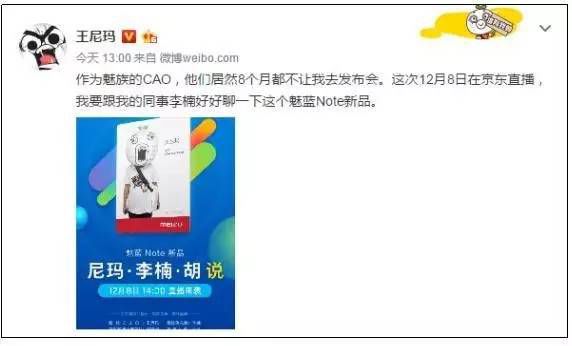 王尼玛
今天 13:00 来自 微博weibo.com
作为魅族的CAO，他们居然8个月都不让我去发布会。这次12月8日在京东直播，
我要跟我的同事李楠好好聊一下这个魅蓝Note新品。
MEIZU
魅蓝 Note 新品
尼玛·李楠·胡说
12月8日 14:30 直播来袭